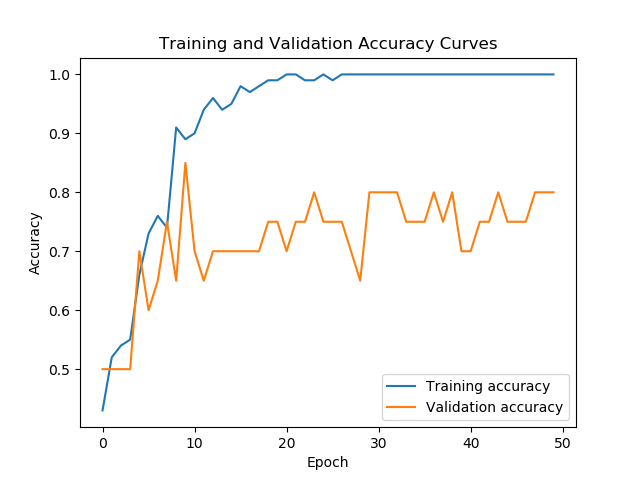 Training and Validation Accuracy Curves
1.0
0.9
0.8
0.7
0.6
0.5
Accuracy
Training accuracy
Validation accuracy
0 10 20 30 40 50
Epoch